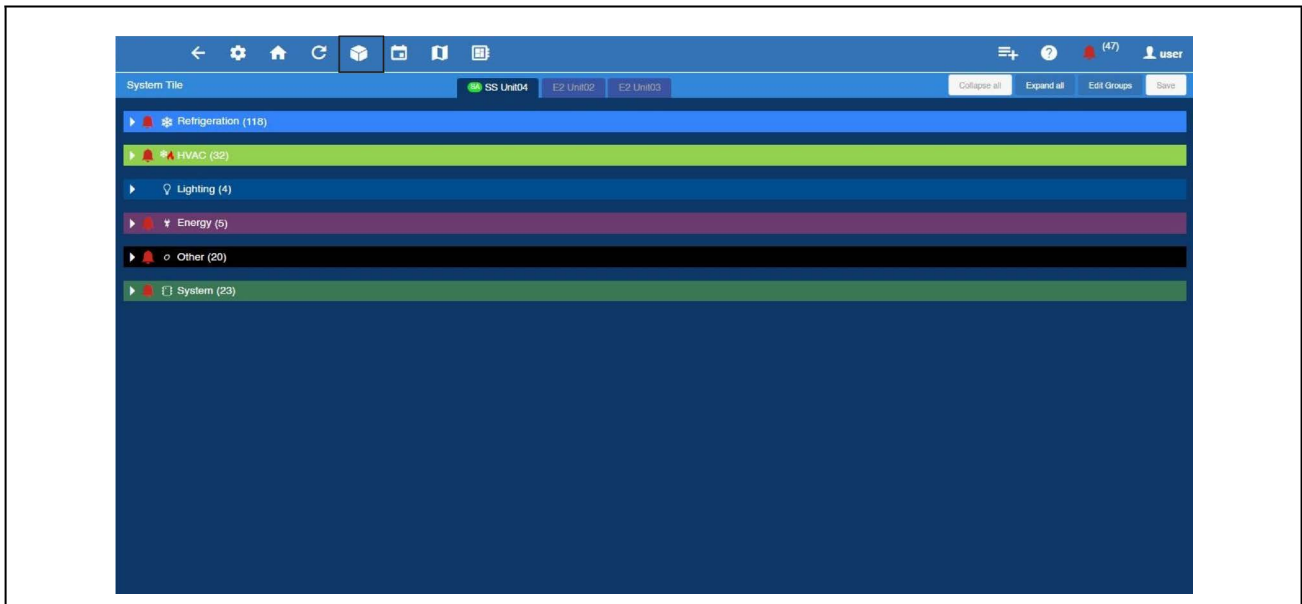 (47) user
System Tile SA SS Unit04 E2 Unit02 E2 Unit03 Collapse all Expand all Edit Groups Save
Refrigeration (118)
HVAC (32)
Lighting (4)
Energy (5)
Other (20)
System (23)